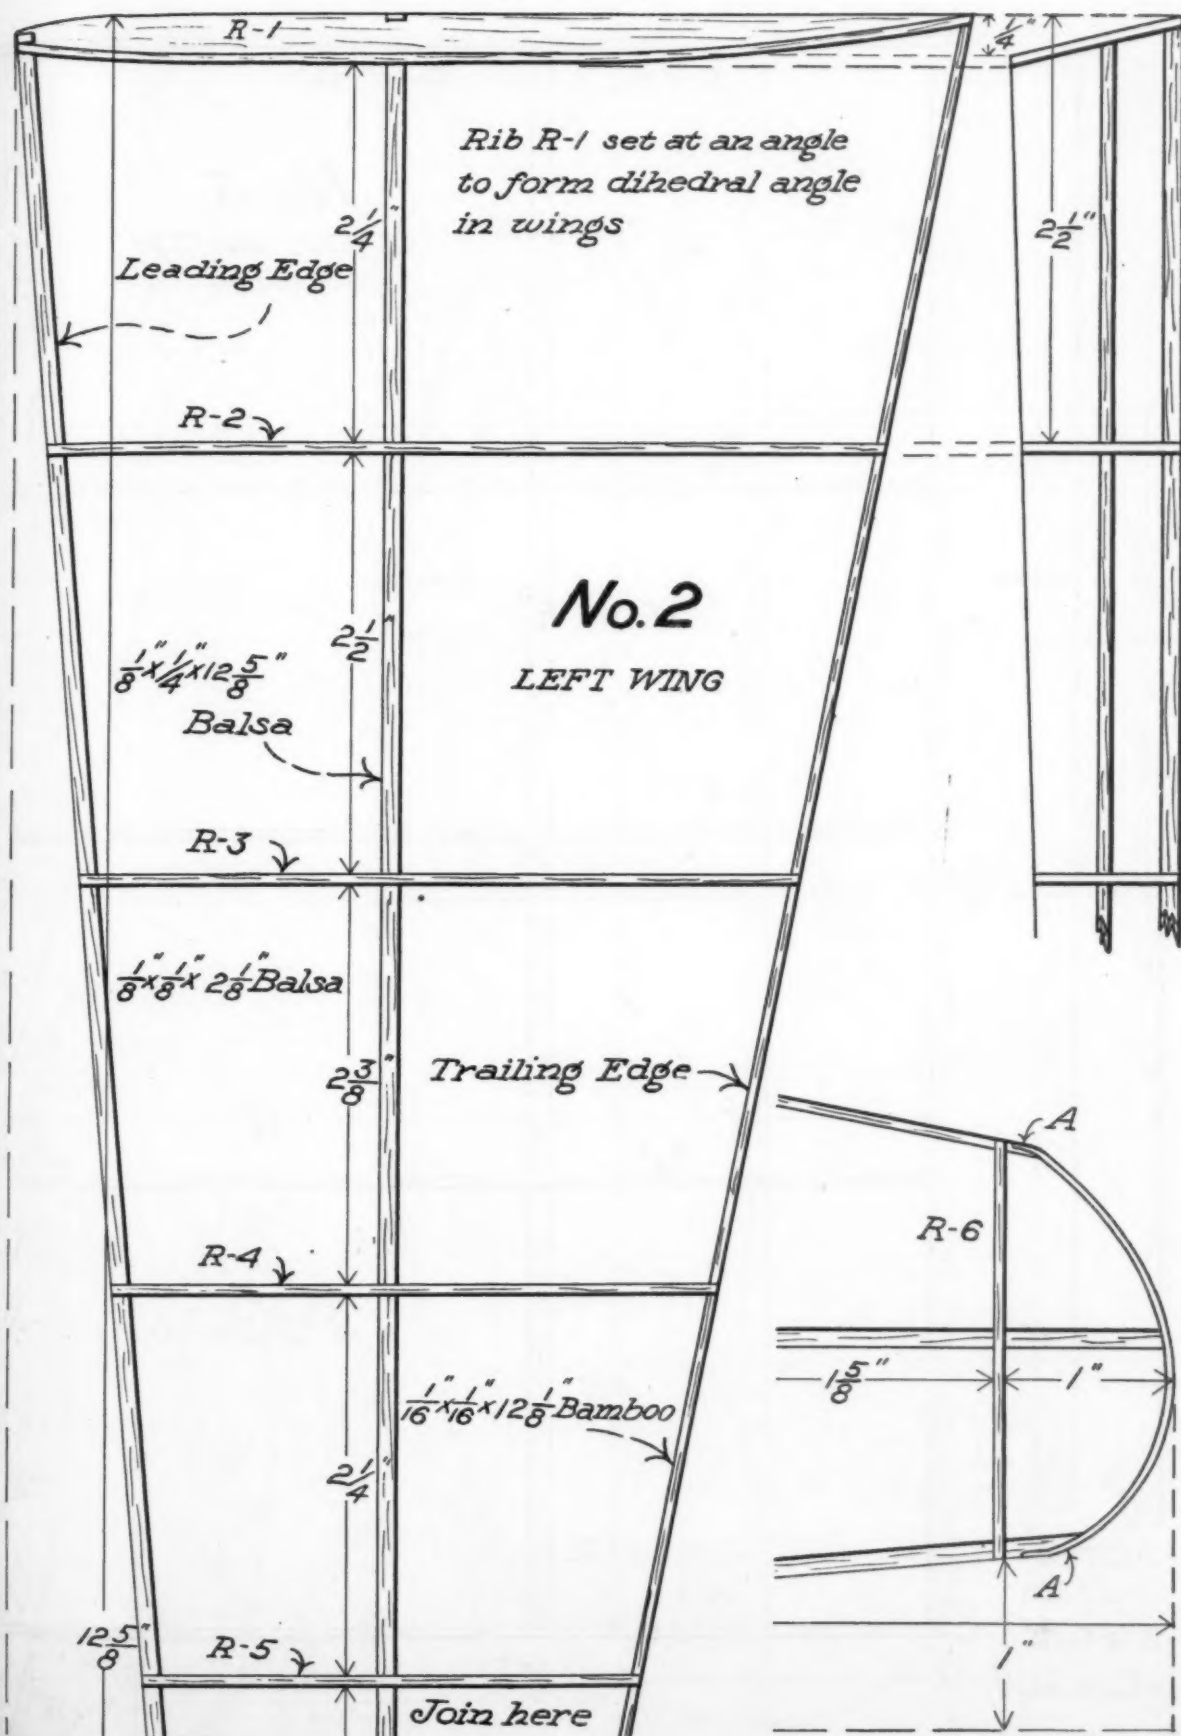 R-1
1/4"
Rib R-1 set at an angle
to form dihedral angle
in wings
2 1/4"
2 1/2"
Leading Edge
R-2
No. 2
LEFT WING
2 1/2"
1/8" x 1/4" x 12 5/8"
Balsa
R-3
1/8" x 1/8" x 2 1/8" Balsa
2 3/8"
Trailing Edge
A
R-6
R-4
1 5/8"
1"
1/16" x 1/16" x 12 1/8" Bamboo
2 1/4"
A
12 5/8"
R-5
1"
Join here